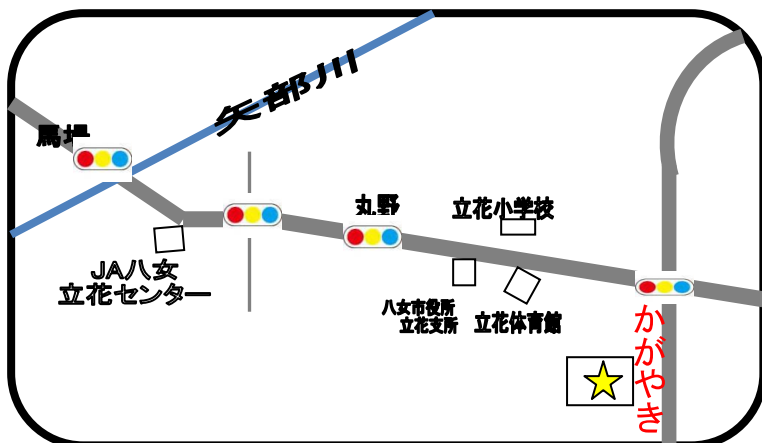 矢部川
馬場
丸野
立花小学校
JA八女
立花センター
八女市役所
立花支所
立花体育館
かがやき